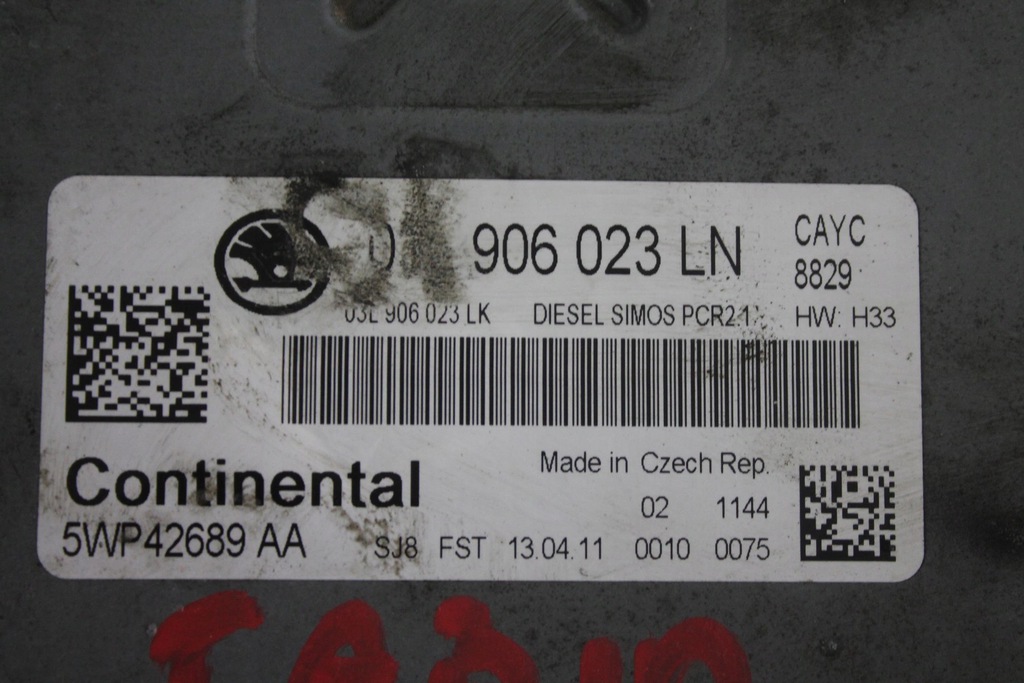 906 023 LN CAYC
8829
03L 906 023 LK DIESEL SIMOS PCR2.1 HW: H33
Continental
Made in Czech Rep.
02 1144
5WP42689 AA SJ8 FST 13.04.11 0010 0075